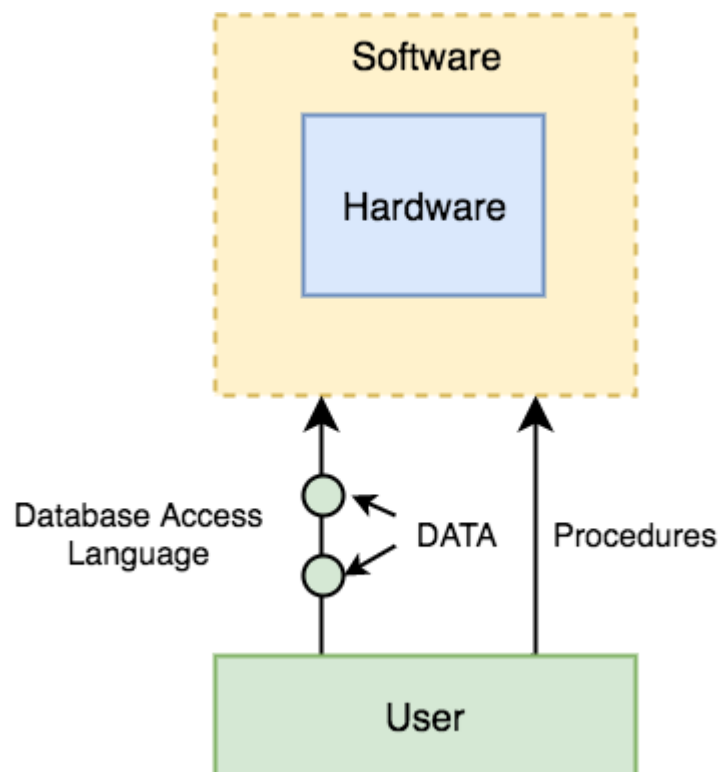 Software
Hardware
Database Access
Language
DATA
Procedures
User